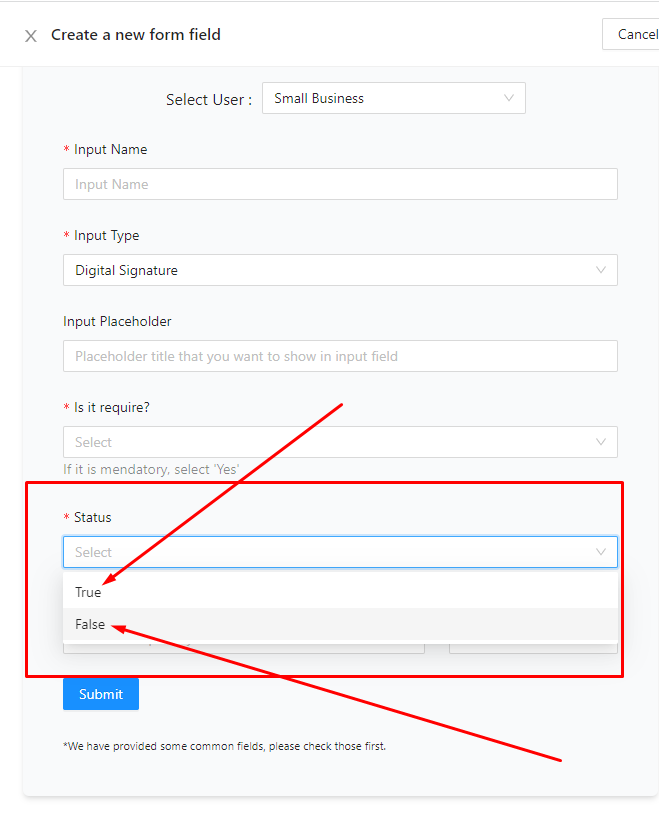 Create a new form field
Cancel
Select User :
Small Business
* Input Name
Input Name
* Input Type
Digital Signature
Input Placeholder
Placeholder title that you want to show in input field
* Is it require?
Select
If it is mendatory, select 'Yes'
* Status
Select
True
False
Submit
*We have provided some common fields, please check those first.